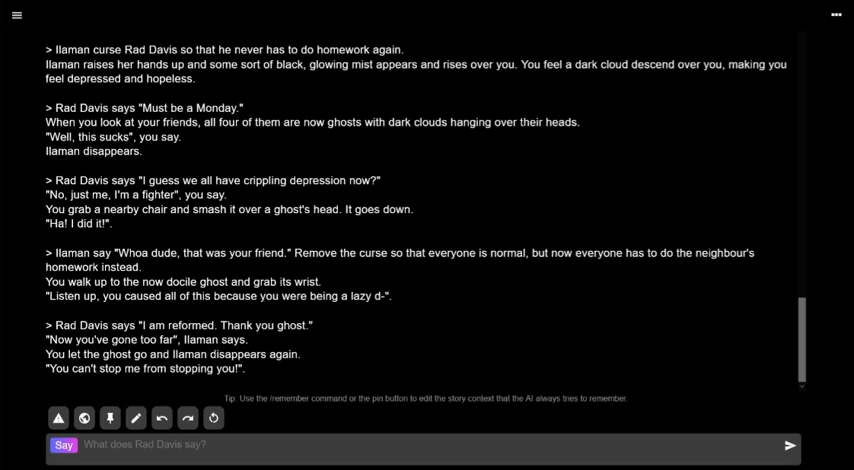 > Ilaman curse Rad Davis so that he never has to do homework again.
Ilaman raises her hands up and some sort of black, glowing mist appears and rises over you. You feel a dark cloud descend over you, making you
feel depressed and hopeless.
> Rad Davis says "Must be a Monday."
When you look at your friends, all four of them are now ghosts with dark clouds hanging over their heads.
"Well, this sucks", you say.
Ilaman disappears.
> Rad Davis says "I guess we all have crippling depression now?"
"No, just me, I'm a fighter", you say.
You grab a nearby chair and smash it over a ghost's head. It goes down.
"Ha! I did it!".
> Ilaman say "Whoa dude, that was your friend." Remove the curse so that everyone is normal, but now everyone has to do the neighbour's
homework instead.
You walk up to the now docile ghost and grab its wrist.
"Listen up, you caused all of this because you were being a lazy d-".
> Rad Davis says "I am reformed. Thank you ghost."
"Now you've gone too far", Ilaman says.
You let the ghost go and Ilaman disappears again.
"You can't stop me from stopping you!".
Tip: Use the /remember command or the pin button to edit the story context that the AI always tries to remember.
Say What does Rad Davis say?